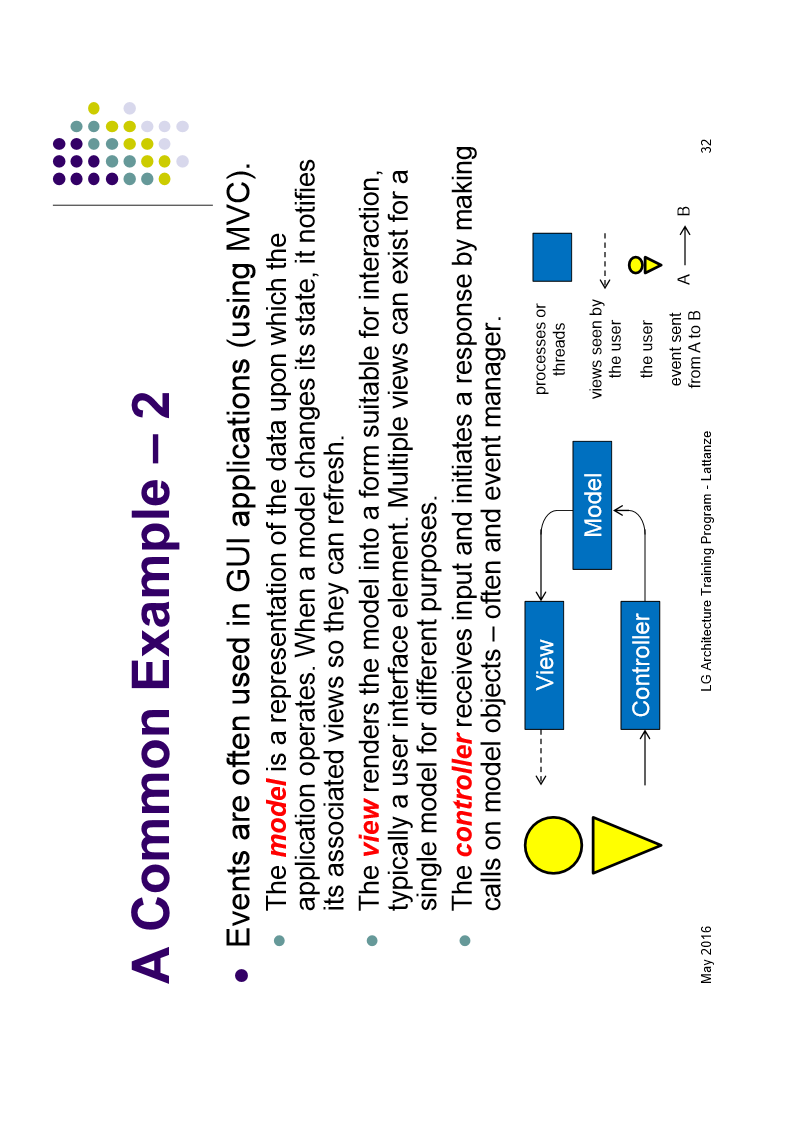 A Common Example – 2
● Events are often used in GUI applications (using MVC).
● The model is a representation of the data upon which the
application operates. When a model changes its state, it notifies
its associated views so they can refresh.
● The view renders the model into a form suitable for interaction,
typically a user interface element. Multiple views can exist for a
single model for different purposes.
● The controller receives input and initiates a response by making
calls on model objects – often and event manager.
View
Model
Controller
processes or
threads
views seen by
the user
the user
event sent
from A to B
A
B
May 2016
LG Architecture Training Program - Lattanze
32